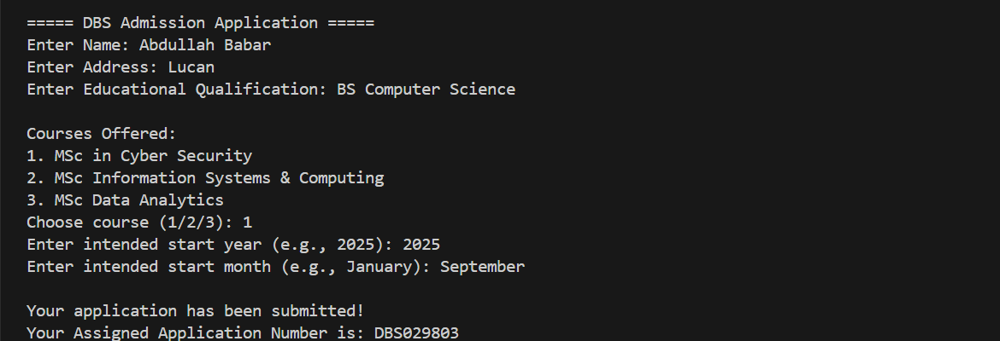 ===== DBS Admission Application =====
Enter Name: Abdullah Babar
Enter Address: Lucan
Enter Educational Qualification: BS Computer Science
Courses Offered:
1. MSc in Cyber Security
2. MSc Information Systems & Computing
3. MSc Data Analytics
Choose course (1/2/3): 1
Enter intended start year (e.g., 2025): 2025
Enter intended start month (e.g., January): September
Your application has been submitted!
Your Assigned Application Number is: DBS029803